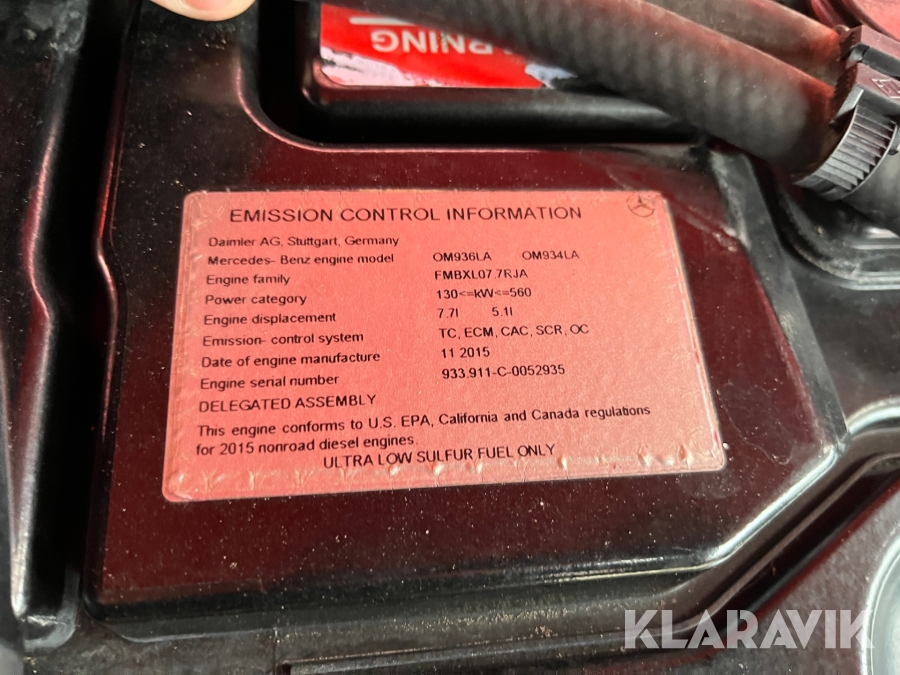 WARNING
EMISSION CONTROL INFORMATION
Daimler AG, Stuttgart, Germany
Mercedes- Benz engine model OM936LA OM934LA
Engine family FMBXL07.7RJA
Power category 130<=kW<=560
Engine displacement 7.7l 5.1l
Emission- control system TC, ECM, CAC, SCR, OC
Date of engine manufacture 11 2015
Engine serial number 933.911-C-0052935
DELEGATED ASSEMBLY
This engine conforms to U.S. EPA, California and Canada regulations
for 2015 nonroad diesel engines.
ULTRA LOW SULFUR FUEL ONLY
KLARAVIK